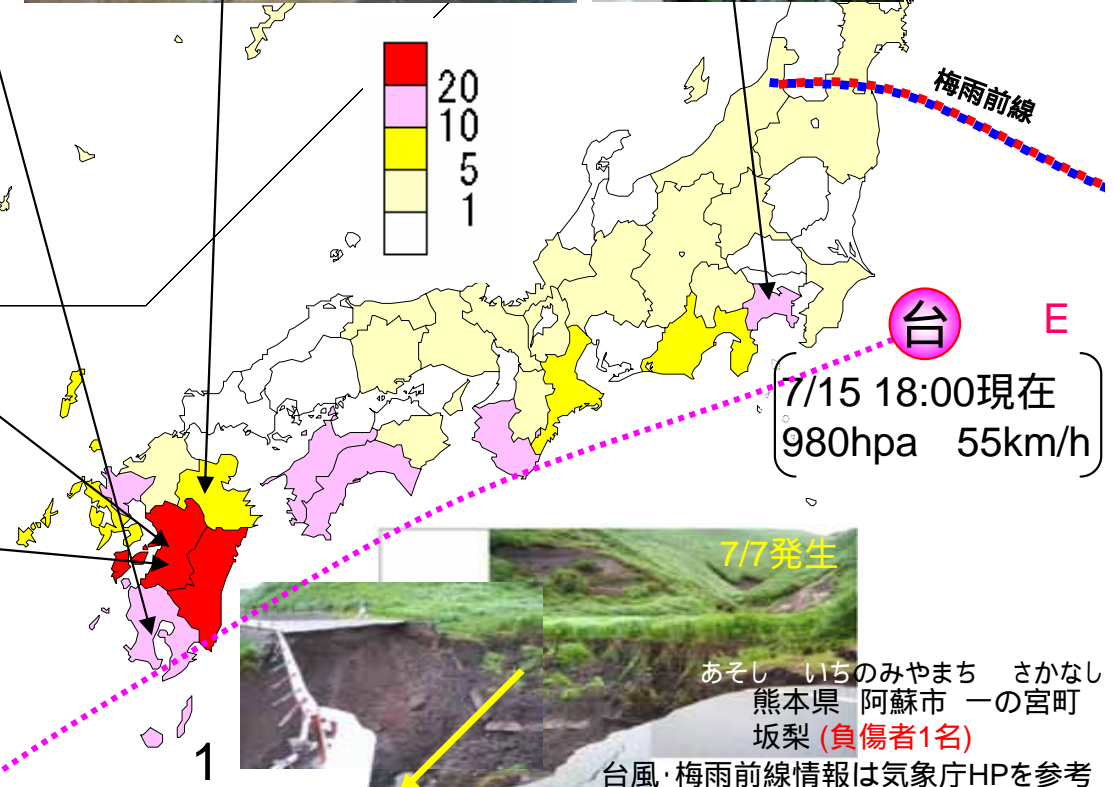 20
10
5
1
梅雨前線
台
E
7/15 18:00現在
980hpa 55km/h
7/7発生
あそし いちのみやまち さかなし
熊本県 阿蘇市 一の宮町
坂梨 (負傷者1名)
台風・梅雨前線情報は気象庁HPを参考
1